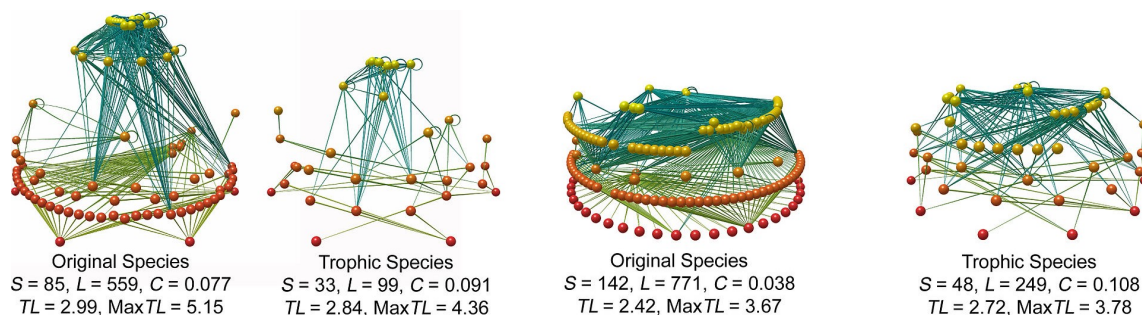 Original Species
S = 85, L = 559, C = 0.077
TL = 2.99, MaxTL = 5.15
Trophic Species
S = 33, L = 99, C = 0.091
TL = 2.84, MaxTL = 4.36
Original Species
S = 142, L = 771, C = 0.038
TL = 2.42, MaxTL = 3.67
Trophic Species
S = 48, L = 249, C = 0.108
TL = 2.72, MaxTL = 3.78